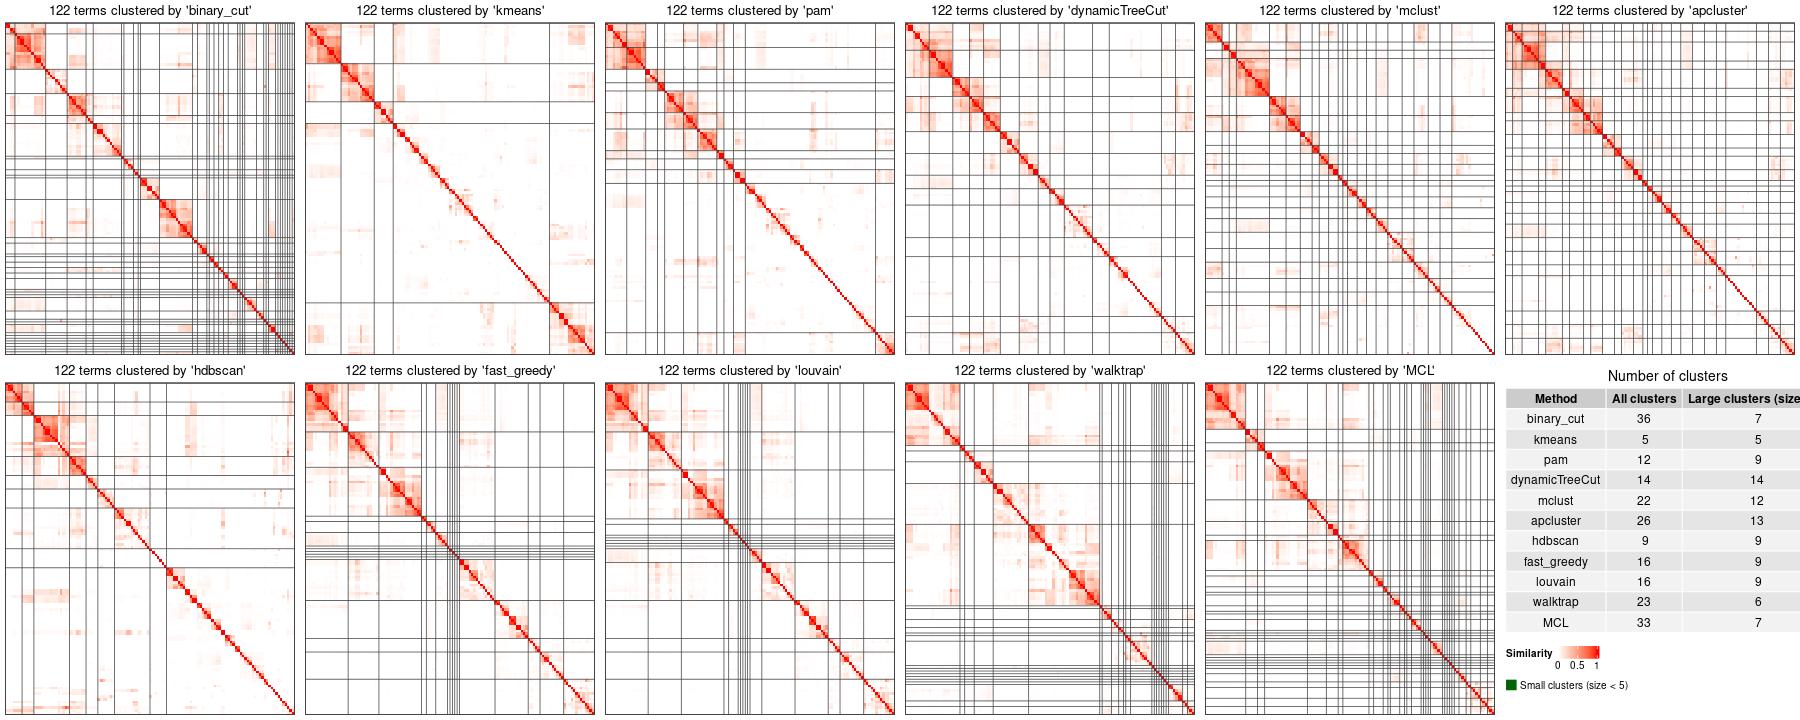 122 terms clustered by 'binary_cut'
122 terms clustered by 'kmeans'
122 terms clustered by 'pam'
122 terms clustered by 'dynamicTreeCut'
122 terms clustered by 'mclust'
122 terms clustered by 'apcluster'
122 terms clustered by 'hdbscan'
122 terms clustered by 'fast_greedy'
122 terms clustered by 'louvain'
122 terms clustered by 'walktrap'
122 terms clustered by 'MCL'
Number of clusters
Method All clusters Large clusters (size
binary_cut 36 7
kmeans 5 5
pam 12 9
dynamicTreeCut 14 14
mclust 22 12
apcluster 26 13
hdbscan 9 9
fast_greedy 16 9
louvain 16 9
walktrap 23 6
MCL 33 7
Similarity
0 0.5 1
Small clusters (size < 5)